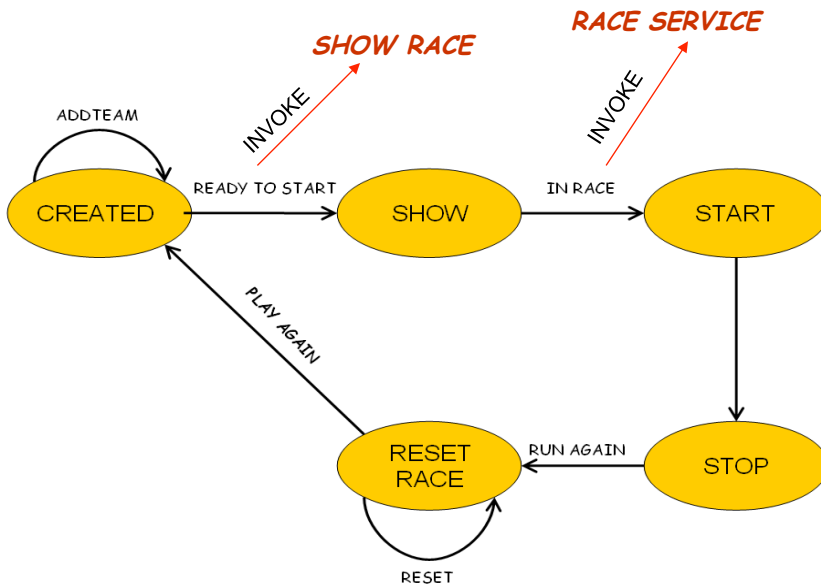 SHOW RACE
RACE SERVICE
INVOKE
INVOKE
ADDTEAM
CREATED
READY TO START
SHOW
IN RACE
START
PLAY AGAIN
RESET
RACE
RUN AGAIN
STOP
RESET